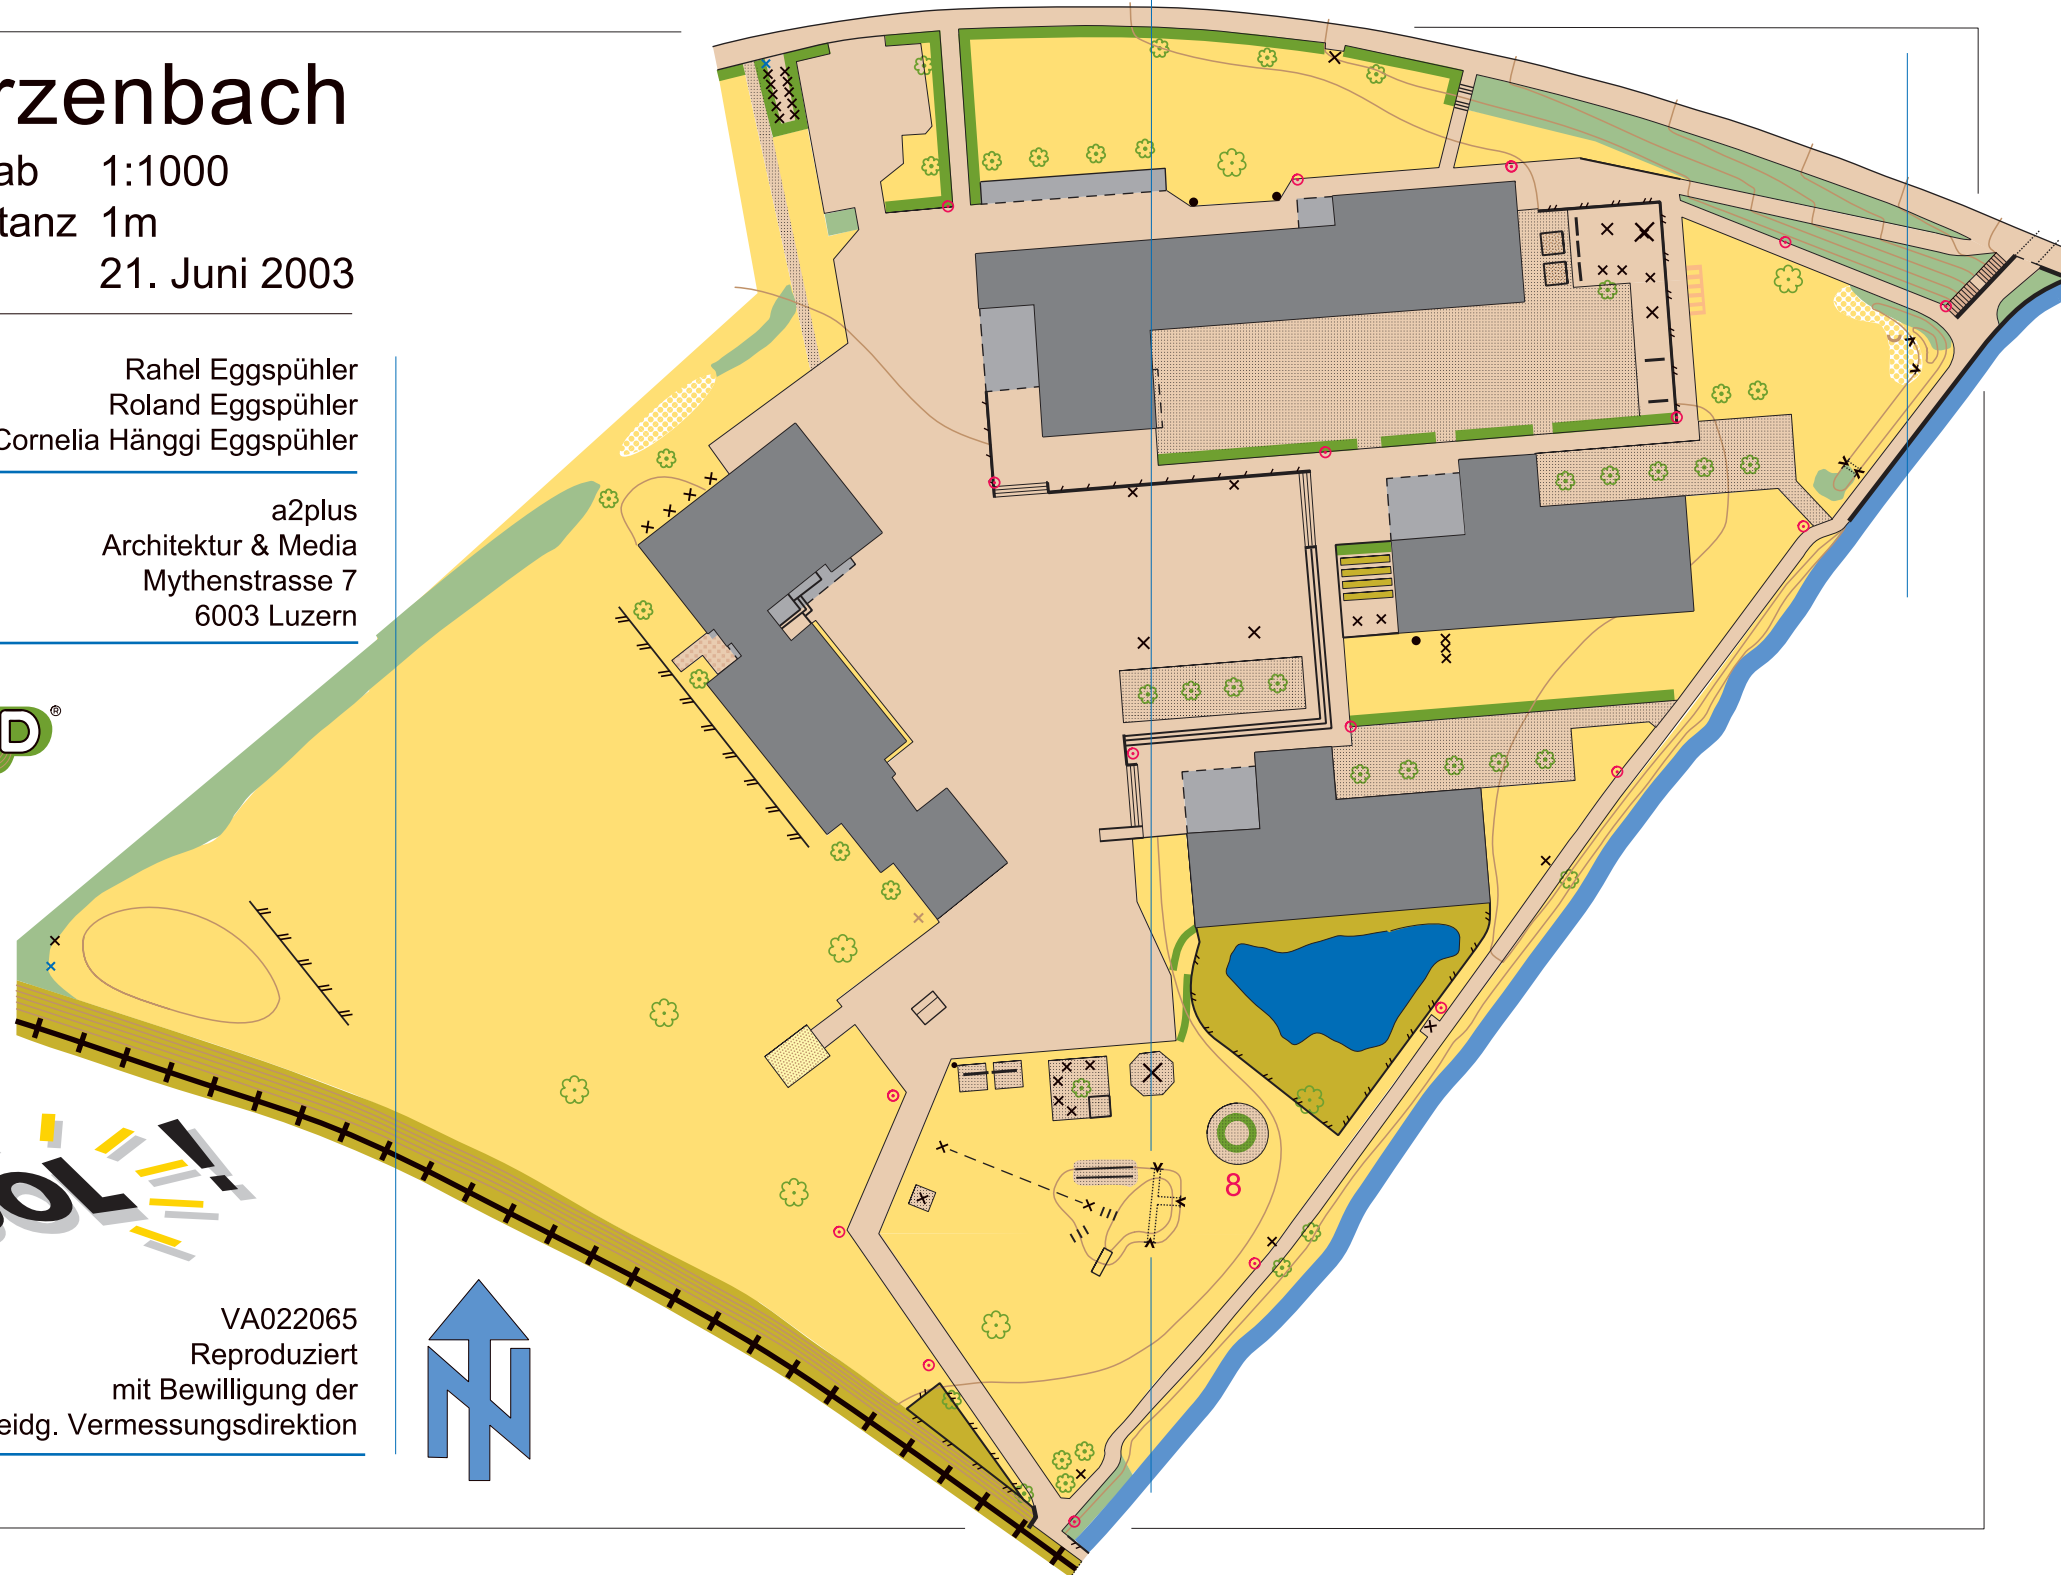 rzenbach
ab 1:1000
tanz 1m
21. Juni 2003
Rahel Eggspühler
Roland Eggspühler
Cornelia Hänggi Eggspühler
a2plus
Architektur & Media
Mythenstrasse 7
6003 Luzern
D®
OL!
8
VA022065
Reproduziert
mit Bewilligung der
eidg. Vermessungsdirektion
N